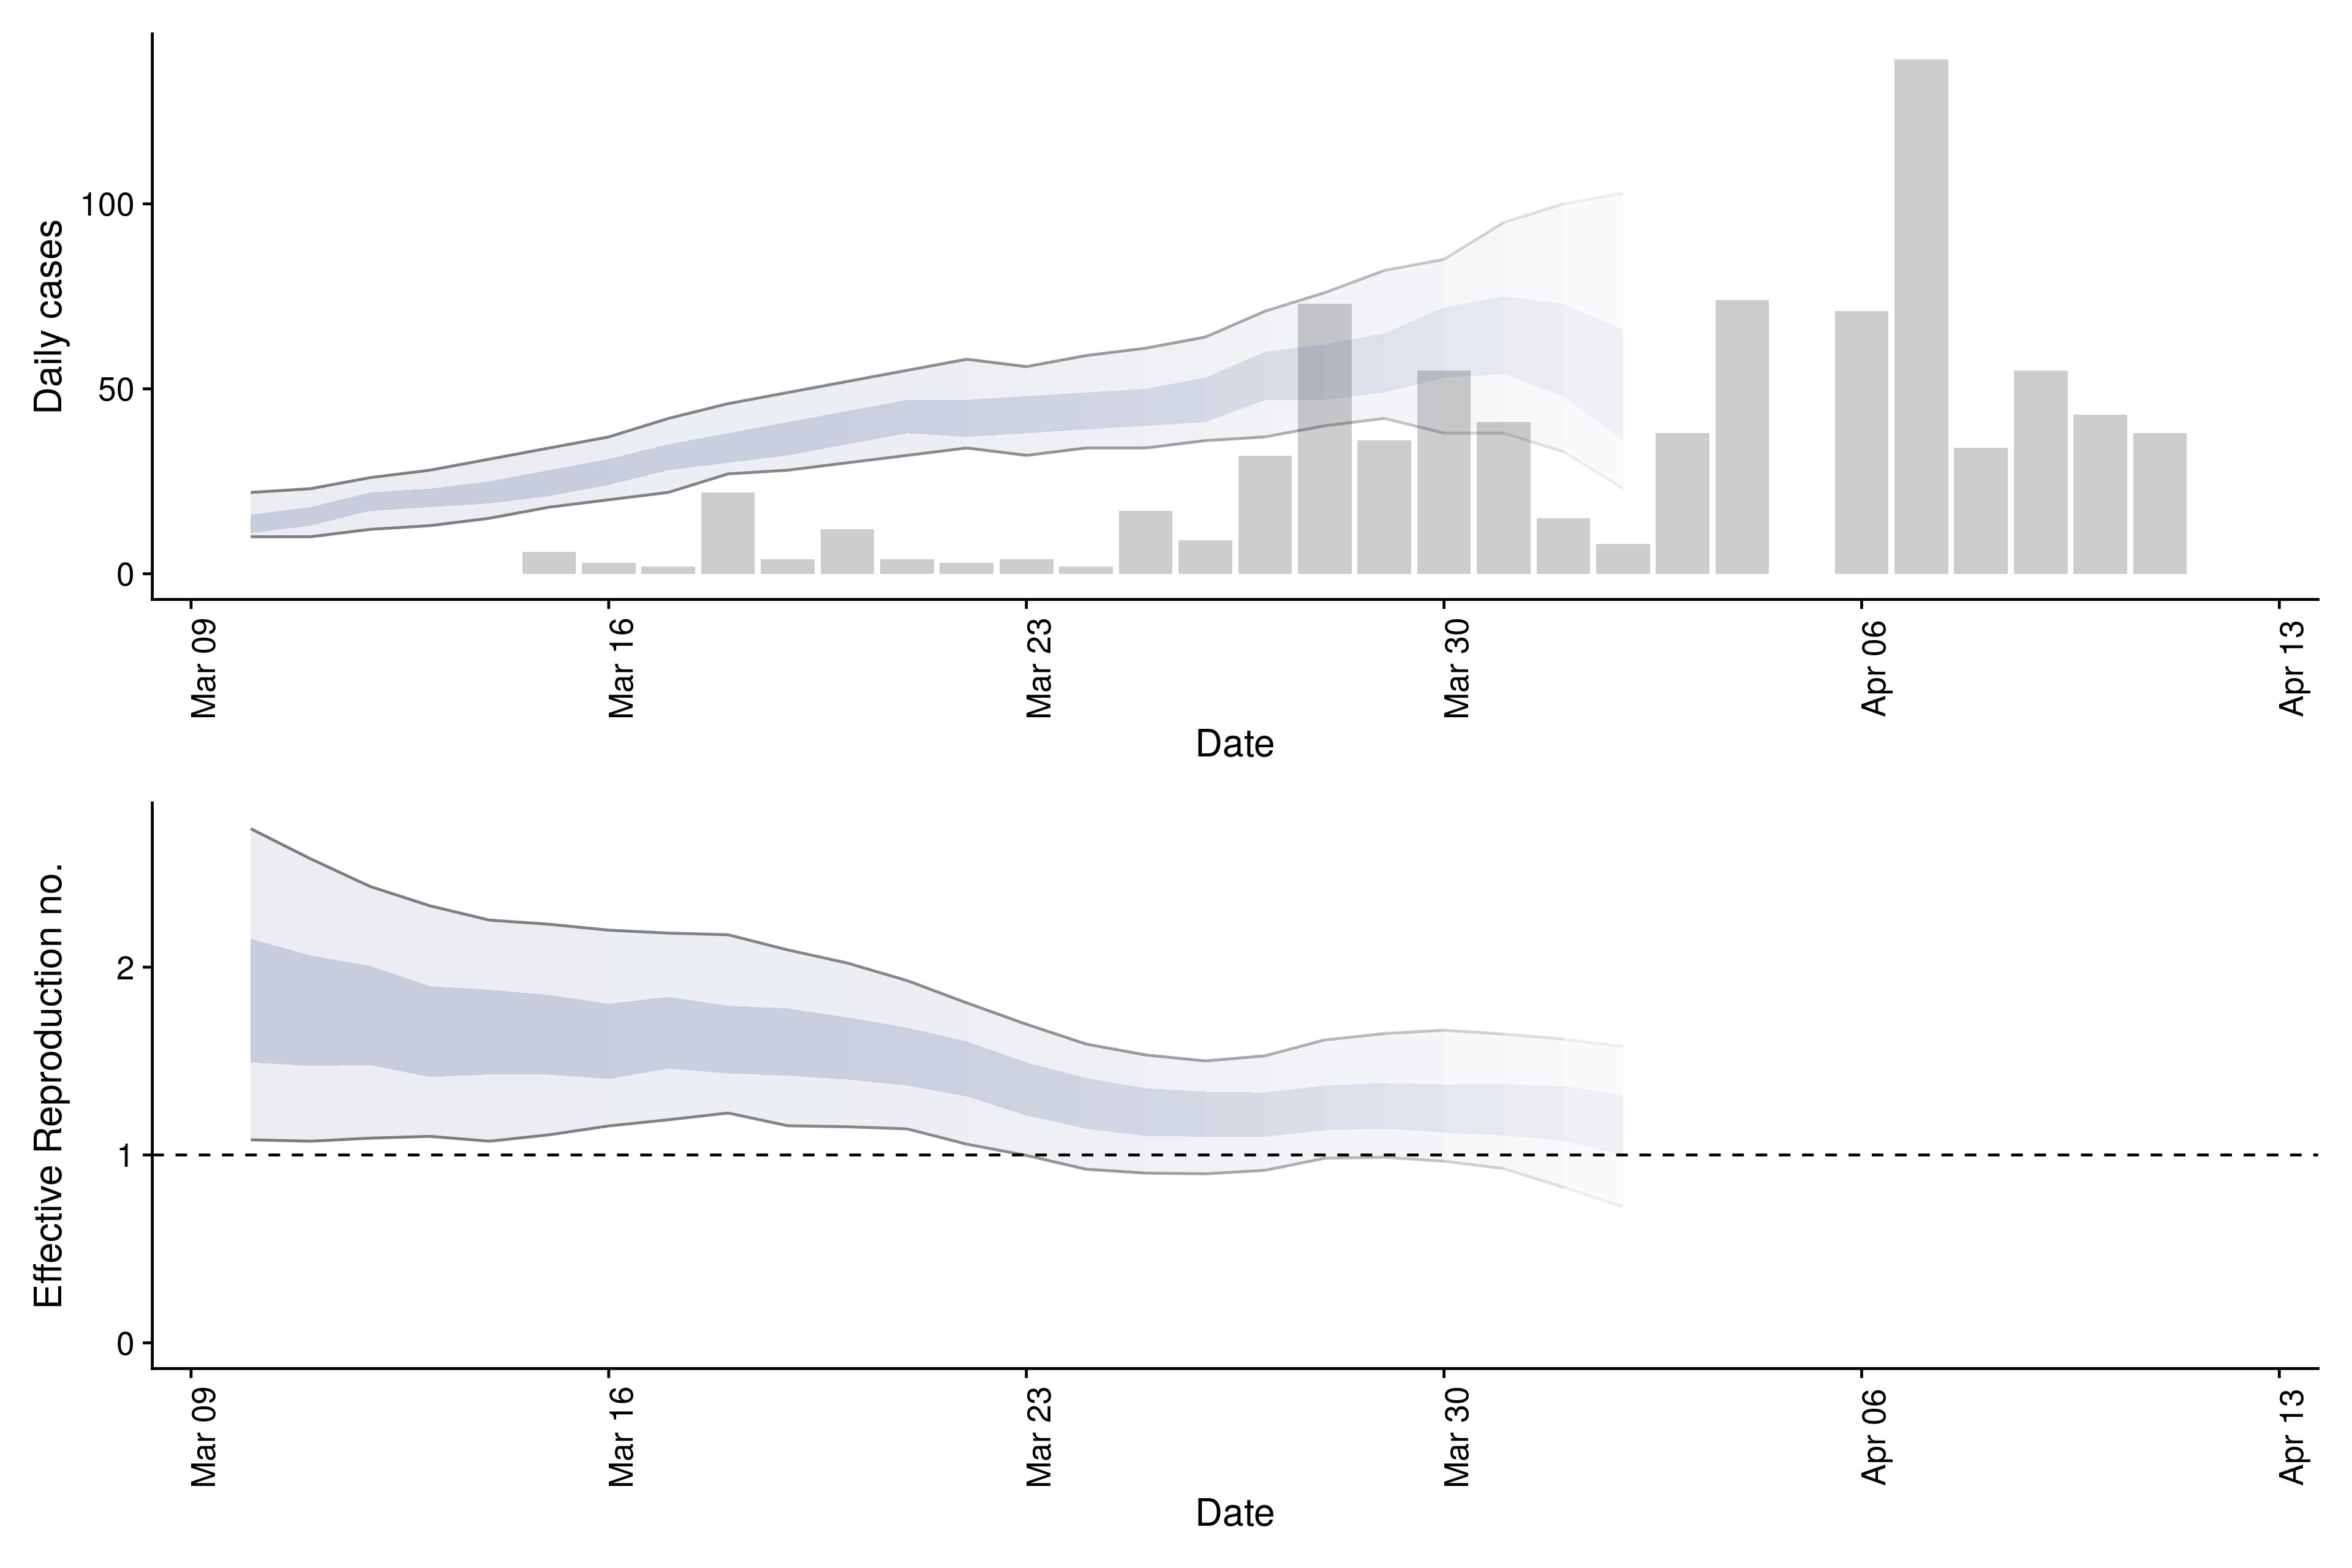 Daily cases
100
50
0
Mar 09
Mar 16
Mar 23
Mar 30
Apr 06
Apr 13
Date
Effective Reproduction no.
2
1
0
Mar 09
Mar 16
Mar 23
Mar 30
Apr 06
Apr 13
Date